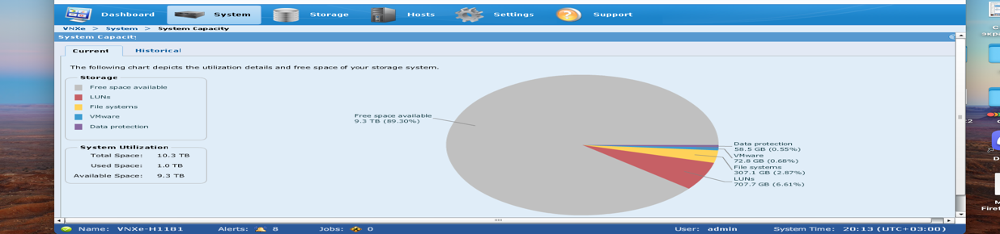 Dashboard System Storage Hosts Settings Support
VNXe > System > System Capacity
System Capacity
Current Historical
The following chart depicts the utilization details and free space of your storage system.
Storage
Free space available
LUNs
File systems
VMware
Data protection
System Utilization
Total Space: 10.3 TB
Used Space: 1.0 TB
Available Space: 9.3 TB
Free space available
9.3 TB (89.30%)
Data protection
58.5 GB (0.55%)
VMware
72.8 GB (0.68%)
File systems
307.1 GB (2.87%)
LUNs
707.7 GB (6.61%)
Name: VNXe-H1181 Alerts: 8 Jobs: 0 User: admin System Time: 20:13 (UTC+03:00)